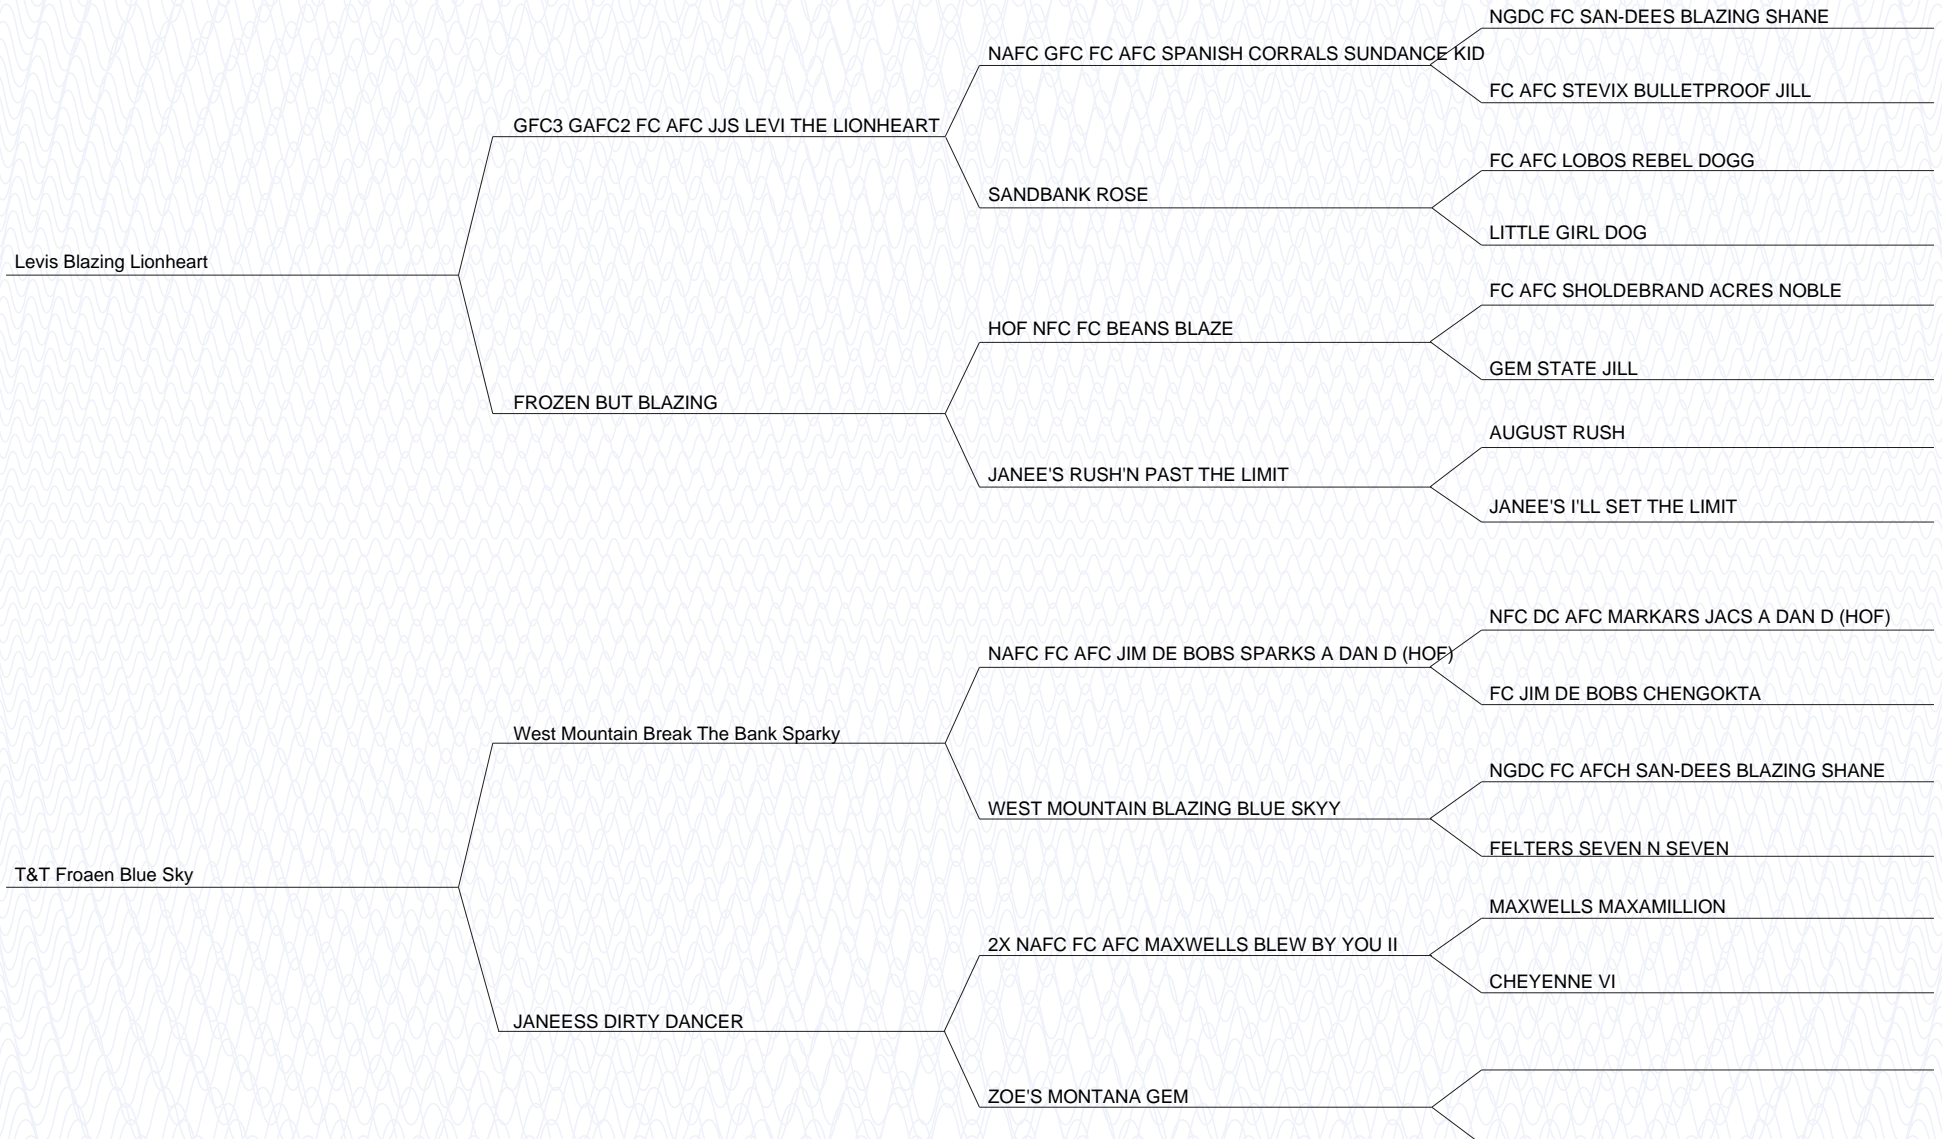 NGDC FC SAN-DEES BLAZING SHANE
NAFC GFC FC AFC SPANISH CORRALS SUNDANCE KID
FC AFC STEVIX BULLETPROOF JILL
GFC3 GAFC2 FC AFC JJS LEVI THE LIONHEART
FC AFC LOBOS REBEL DOGG
SANDBANK ROSE
LITTLE GIRL DOG
Levis Blazing Lionheart
FC AFC SHOLDEBRAND ACRES NOBLE
HOF NFC FC BEANS BLAZE
GEM STATE JILL
FROZEN BUT BLAZING
AUGUST RUSH
JANEE'S RUSH'N PAST THE LIMIT
JANEE'S I'LL SET THE LIMIT
NFC DC AFC MARKARS JACS A DAN D (HOF)
NAFC FC AFC JIM DE BOBS SPARKS A DAN D (HOF)
FC JIM DE BOBS CHENGOKTA
West Mountain Break The Bank Sparky
NGDC FC AFCH SAN-DEES BLAZING SHANE
WEST MOUNTAIN BLAZING BLUE SKYY
FELTERS SEVEN N SEVEN
T&T Froaen Blue Sky
MAXWELLS MAXAMILLION
2X NAFC FC AFC MAXWELLS BLEW BY YOU II
CHEYENNE VI
JANEESS DIRTY DANCER
ZOE'S MONTANA GEM